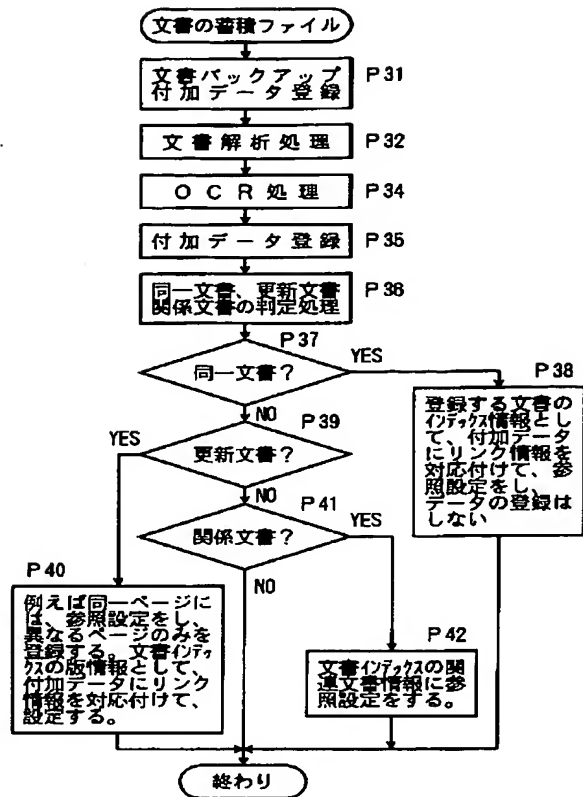 文書の蓄積ファイル
文書バックアップ
付加データ登録
P31
文書解析処理
P32
OCR処理
P34
付加データ登録
P35
同一文書、更新文書
関係文書の判定処理
P36
P37
同一文書?
YES
NO
P38
登録する文書の
インデックス情報とし
て、付加データ
にリンク情報を
対応付けて、参
照設定をし、
データの登録は
しない
P39
更新文書?
YES
NO
P41
関係文書?
YES
NO
P40
例えば同一ページに
は、参照設定をし、
異なるページのみを
登録する。文書インデッ
クスの版情報として、
付加データにリンク
情報を対応付けて、
設定する。
P42
文書インデックスの関
連文書情報に参
照設定をする。
終わり